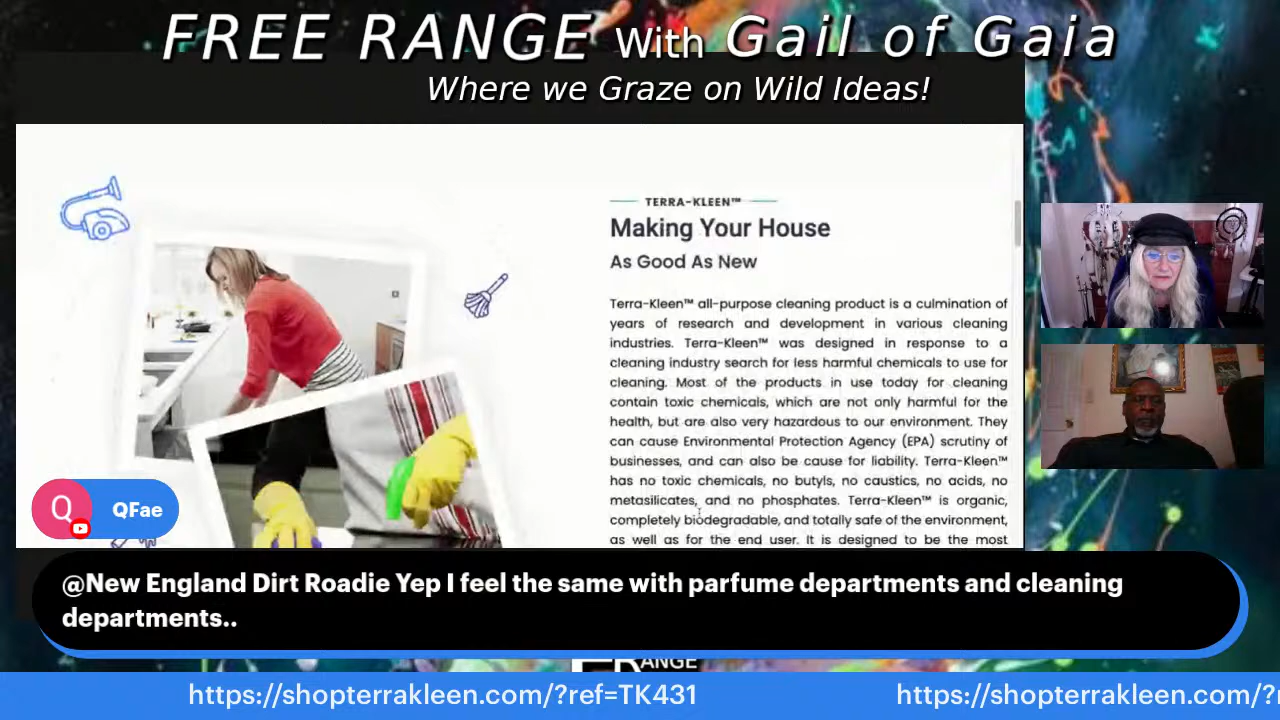 FREE RANGE With Gail of Gaia
Where we Graze on Wild Ideas!
TERRA-KLEEN™
Making Your House
As Good As New
Terra-Kleen™ all-purpose cleaning product is a culmination of
years of research and development in various cleaning
industries. Terra-Kleen™ was designed in response to a
cleaning industry search for less harmful chemicals to use for
cleaning. Most of the products in use today for cleaning
contain toxic chemicals, which are not only harmful for the
health, but are also very hazardous to our environment. They
can cause Environmental Protection Agency (EPA) scrutiny of
businesses, and can also be cause for liability. Terra-Kleen™
has no toxic chemicals, no butyls, no caustics, no acids, no
metasilicates, and no phosphates. Terra-Kleen™ is organic,
completely biodegradable, and totally safe of the environment,
as well as for the end user. It is designed to be the most
Q QFae
@New England Dirt Roadie Yep I feel the same with parfume departments and cleaning
departments..
RANGE
https://shopterrakleen.com/?ref=TK431 https://shopterrakleen.com/?